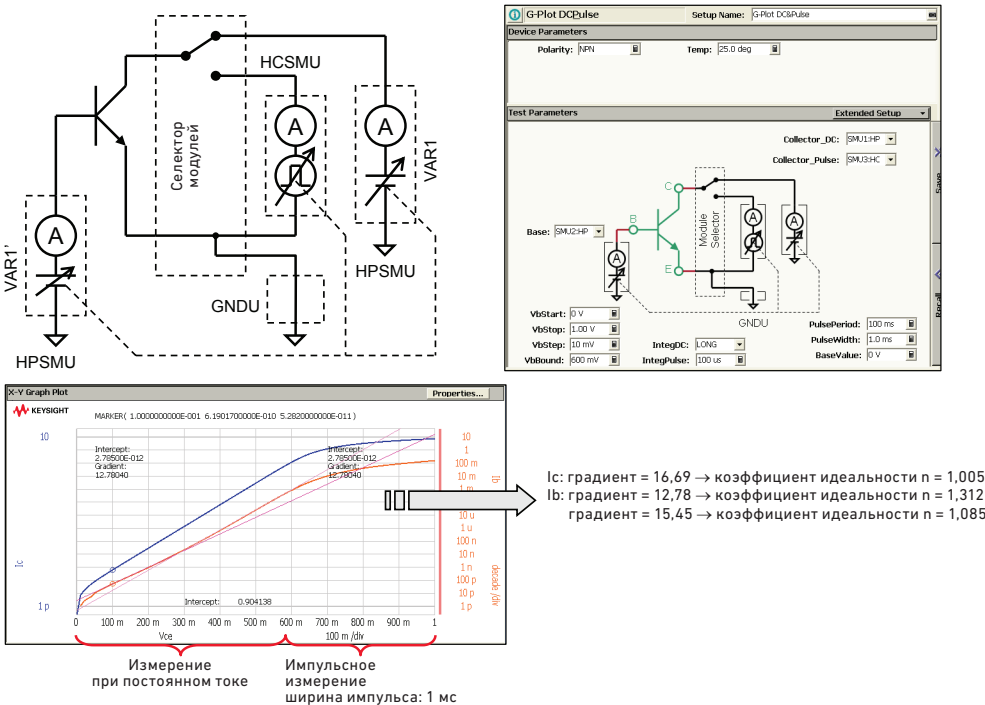 HCSMU
A
A
Селектор
модулей
VAR1
A
VAR1'
HPSMU
GNDU
HPSMU
G-Plot DCPulse
Setup Name: G-Plot DC&Pulse
Device Parameters
Polarity: NPN
Temp: 25.0 deg
Test Parameters
Extended Setup
Collector_DC: SMU1:HP
Collector_Pulse: SMU3:HC
Save
Recall
C
B
E
A
A
A
Module
Selector
Base: SMU2:HP
GNDU
VbStart: 0 V
VbStop: 1.00 V
VbStep: 10 mV
VbBound: 600 mV
IntegDC: LONG
IntegPulse: 100 us
PulsePeriod: 100 ms
PulseWidth: 1.0 ms
BaseValue: 0 V
X-Y Graph Plot
Properties...
KEYSIGHT
MARKER( 1.0000000000E-001 6.1901700000E-010 5.2820000000E-011 )
10
Ic
1 p
Intercept:
2.78500E-012
Gradient:
12.78040
Intercept:
2.78500E-012
Gradient:
12.78040
Intercept: 0.904138
10
1
100 m
10 m
1 m
10 u
1 u
100 n
10 n
1 n
100 p
10 p
1 p
Ib
decade /div
0 100 m 200 m 300 m 400 m 500 m 600 m 700 m 800 m 900 m 1
Vce
100 m /div
Измерение
при постоянном токе
Импульсное
измерение
ширина импульса: 1 мс
Ic: градиент = 16,69 → коэффициент идеальности n = 1,005
Ib: градиент = 12,78 → коэффициент идеальности n = 1,312
градиент = 15,45 → коэффициент идеальности n = 1,085